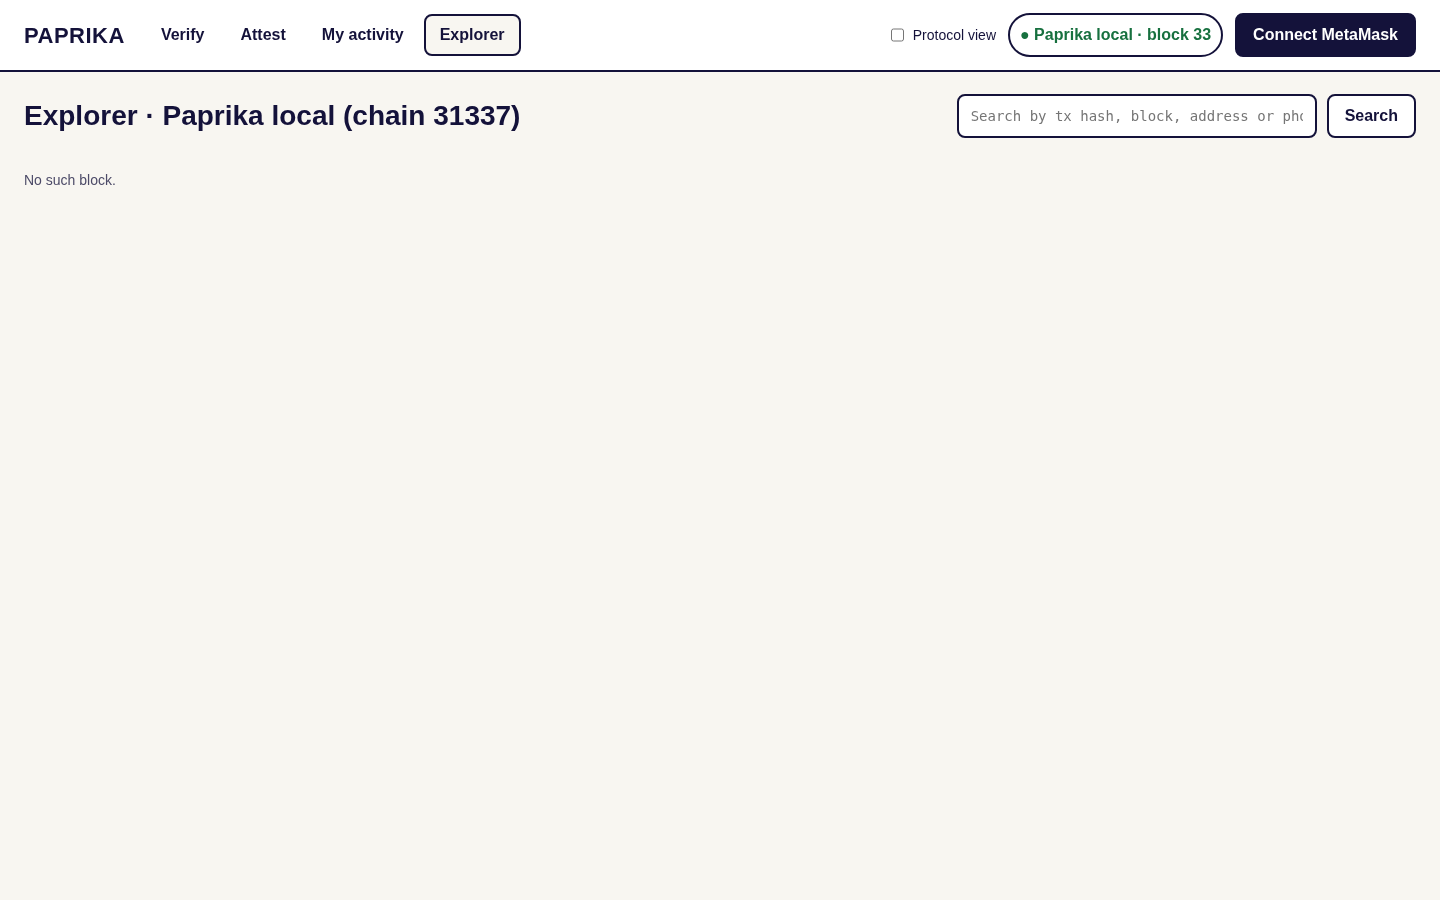 PAPRIKA Verify Attest My activity Explorer Protocol view ● Paprika local · block 33 Connect MetaMask
Explorer · Paprika local (chain 31337) Search by tx hash, block, address or pho Search
No such block.